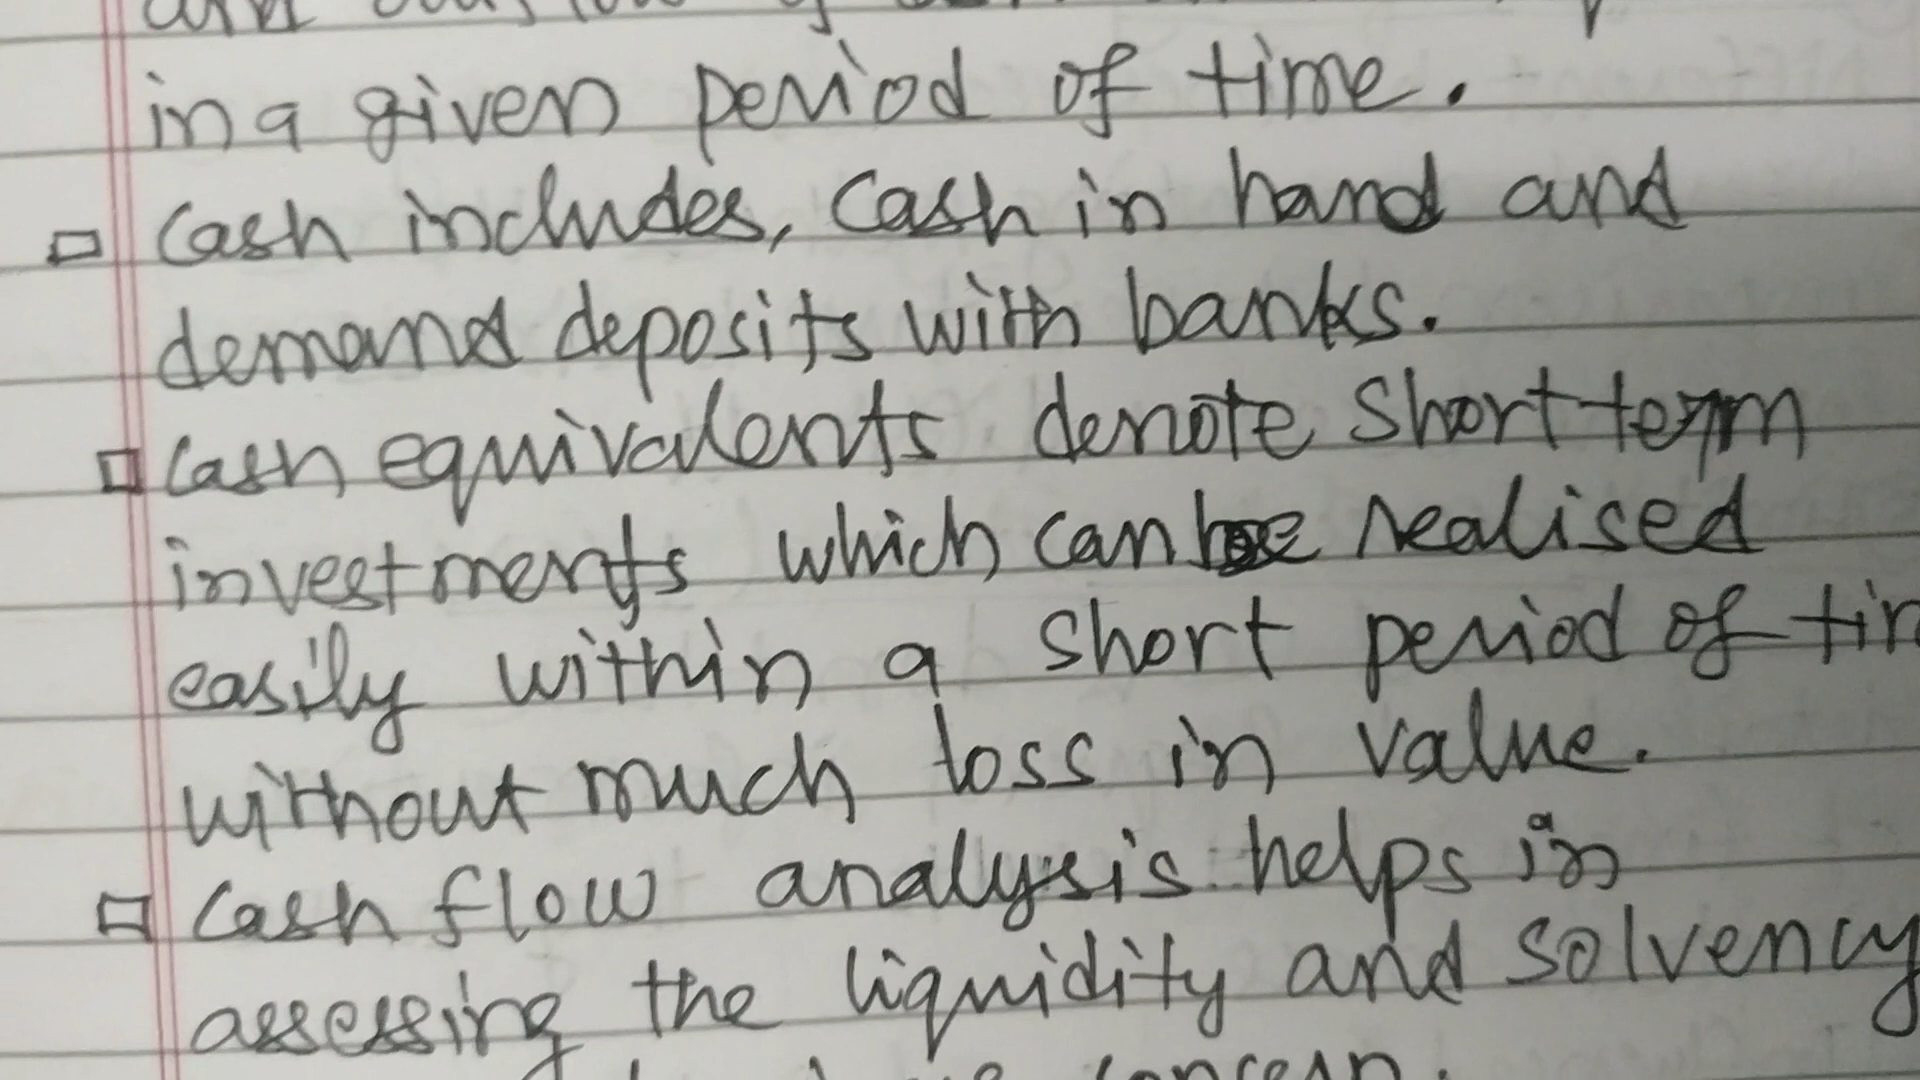 and
in a given period of time.
Cash includes, Cash in hand and
demand deposits with banks.
Cash equivalents denote short term
investments which can be realised
easily within a short period of
without much loss in value.
Cash flow analysis helps in
assessing the liquidity and solvency
concern.